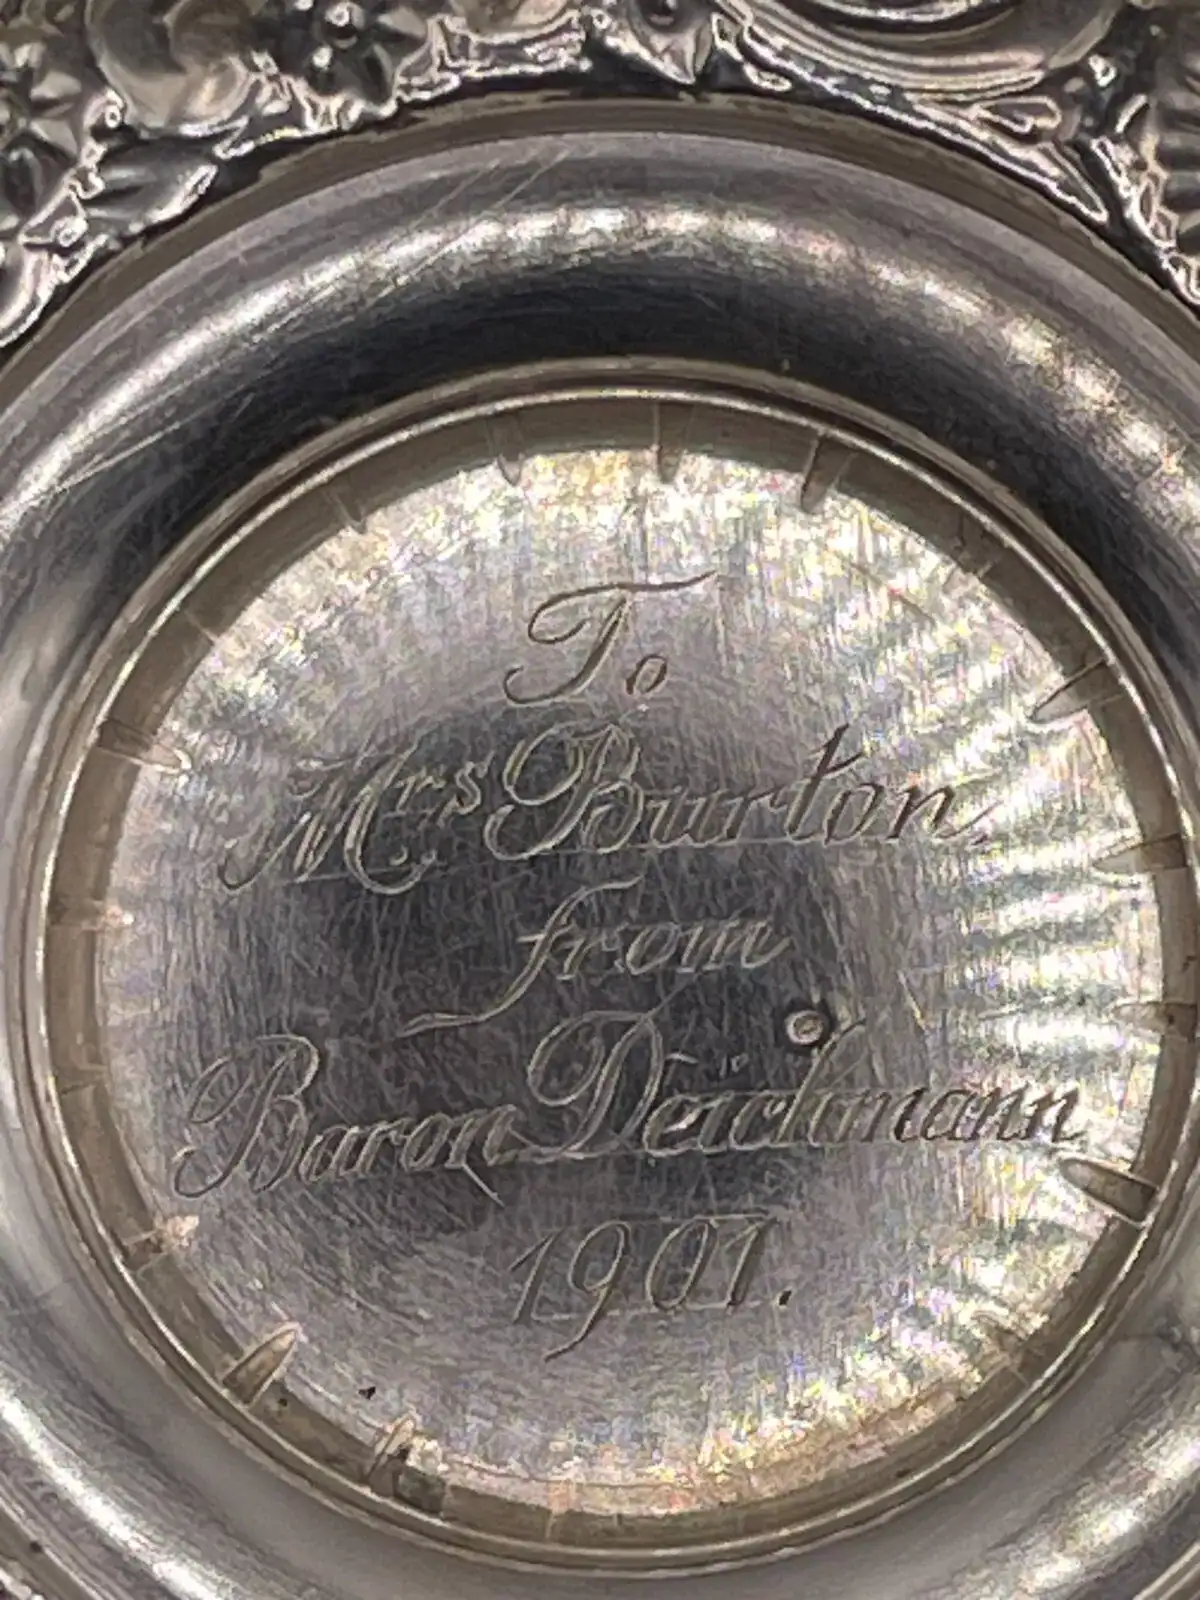 To
Mrs Burton,
from
Baron Deichmann
1901.